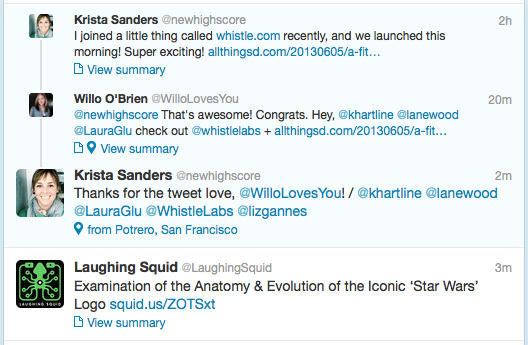 Krista Sanders @newhighscore 2h
I joined a little thing called whistle.com recently, and we launched this
morning! Super exciting! allthingsd.com/20130605/a-fit…
View summary
Willo O'Brien @WilloLovesYou 20m
@newhighscore That's awesome! Congrats. Hey, @khartline @lanewood
@LauraGlu check out @whistlelabs + allthingsd.com/20130605/a-fit…
View summary
Krista Sanders @newhighscore 2m
Thanks for the tweet love, @WilloLovesYou! / @khartline @lanewood
@LauraGlu @WhistleLabs @lizgannes
from Potrero, San Francisco
LAUGHING SQUID
Laughing Squid @LaughingSquid 3m
Examination of the Anatomy & Evolution of the Iconic ‘Star Wars’
Logo squid.us/ZOTSxt
View summary